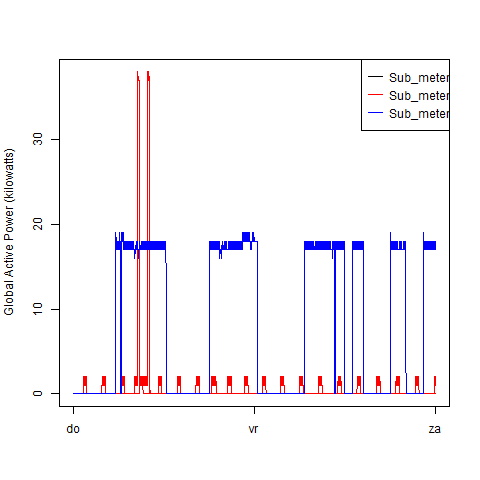 Sub_meter
Sub_meter
Sub_meter
Global Active Power (kilowatts)
30
20
10
0
do
vr
za